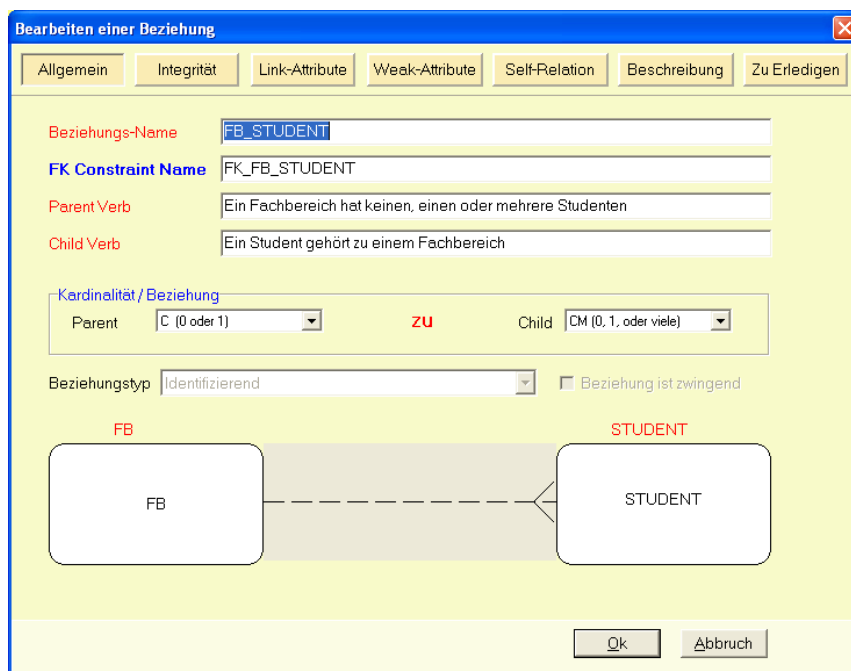 Bearbeiten einer Beziehung
Allgemein Integrität Link-Attribute Weak-Attribute Self-Relation Beschreibung Zu Erledigen
Beziehungs-Name FB_STUDENT
FK Constraint Name FK_FB_STUDENT
Parent Verb Ein Fachbereich hat keinen, einen oder mehrere Studenten
Child Verb Ein Student gehört zu einem Fachbereich
Kardinalität / Beziehung
Parent C (0 oder 1) zu Child CM (0, 1, oder viele)
Beziehungstyp Identifizierend Beziehung ist zwingend
FB STUDENT
FB STUDENT
Ok Abbruch